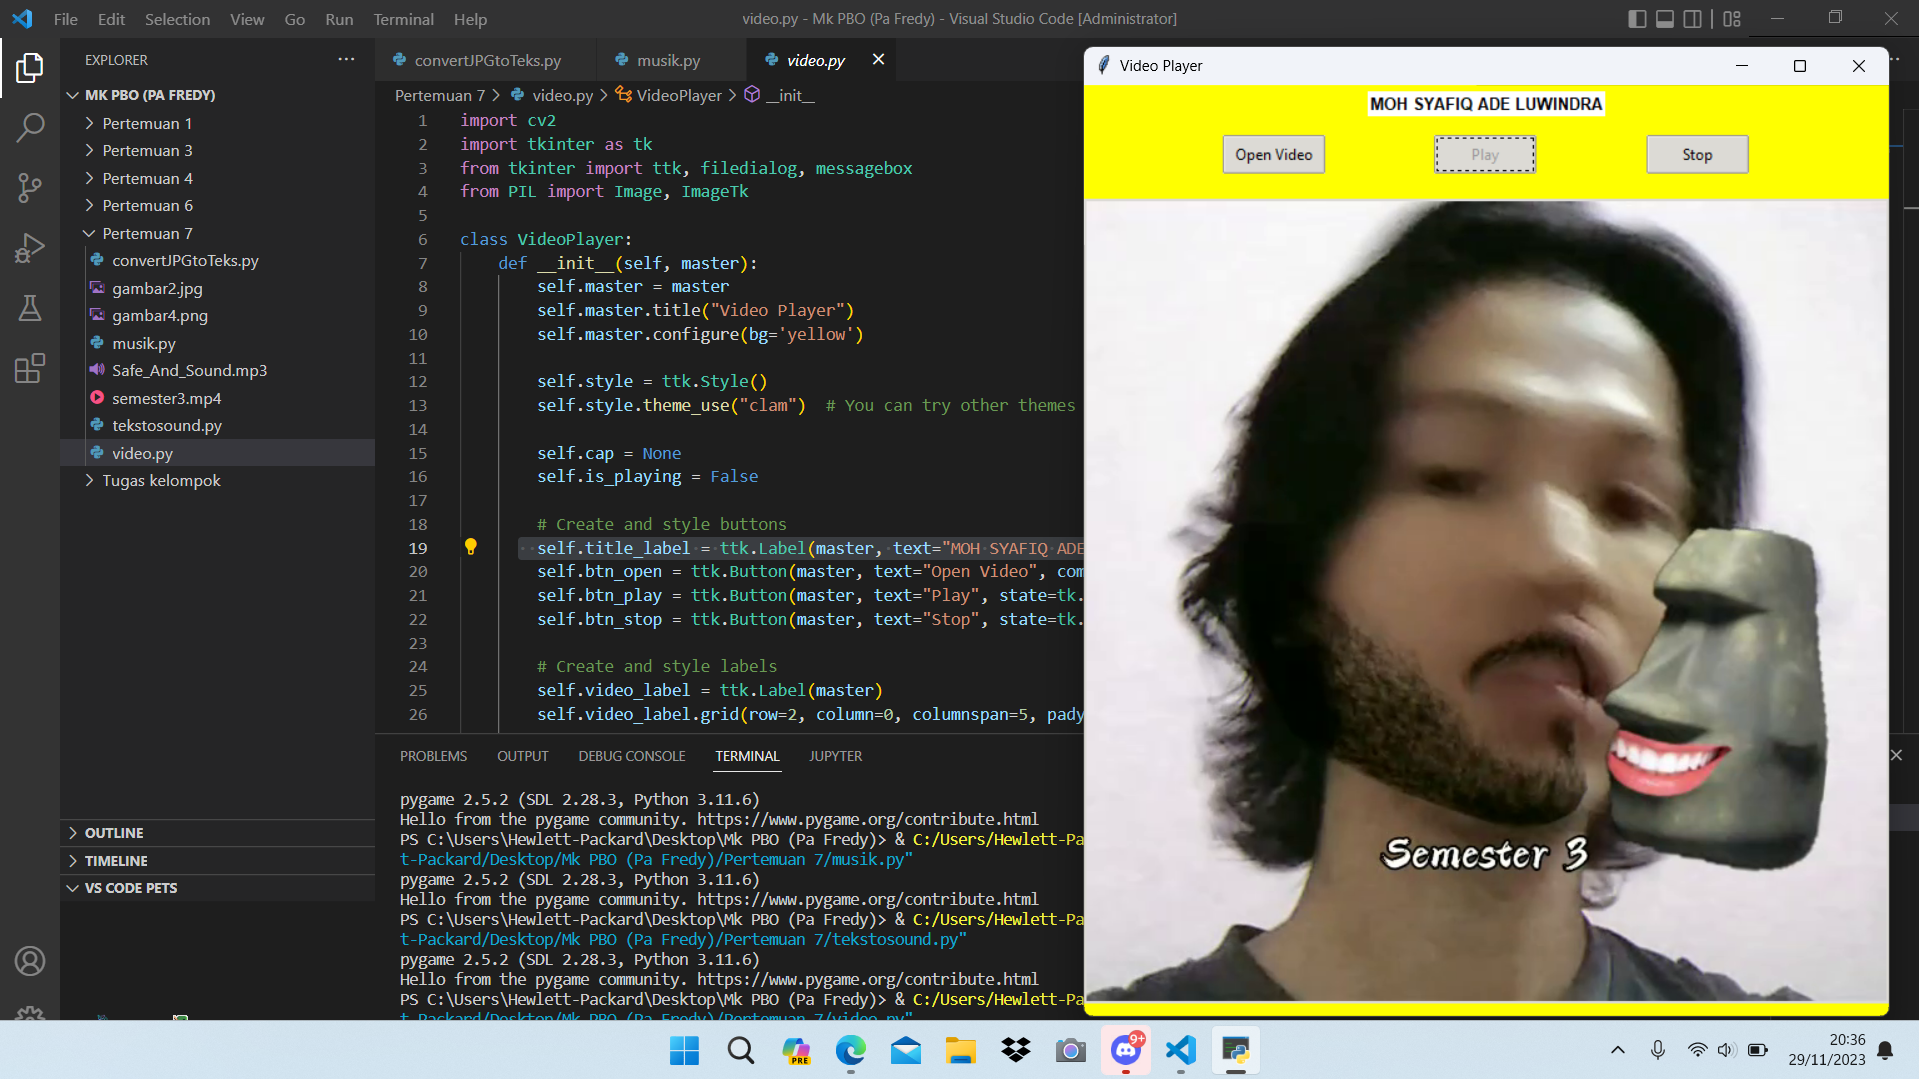 File Edit Selection View Go Run Terminal Help
video.py - Mk PBO (Pa Fredy) - Visual Studio Code [Administrator]
EXPLORER
MK PBO (PA FREDY)
Pertemuan 1
Pertemuan 3
Pertemuan 4
Pertemuan 6
Pertemuan 7
convertJPGtoTeks.py
gambar2.jpg
gambar4.png
musik.py
Safe_And_Sound.mp3
semester3.mp4
tekstosound.py
video.py
Tugas kelompok
OUTLINE
TIMELINE
VS CODE PETS
convertJPGtoTeks.py musik.py video.py
Pertemuan 7 > video.py > VideoPlayer > __init__
1 import cv2
2 import tkinter as tk
3 from tkinter import ttk, filedialog, messagebox
4 from PIL import Image, ImageTk
5
6 class VideoPlayer:
7 def __init__(self, master):
8 self.master = master
9 self.master.title("Video Player")
10 self.master.configure(bg='yellow')
11
12 self.style = ttk.Style()
13 self.style.theme_use("clam") # You can try other themes
14
15 self.cap = None
16 self.is_playing = False
17
18 # Create and style buttons
19 self.title_label = ttk.Label(master, text="MOH SYAFIQ ADE
20 self.btn_open = ttk.Button(master, text="Open Video", com
21 self.btn_play = ttk.Button(master, text="Play", state=tk.
22 self.btn_stop = ttk.Button(master, text="Stop", state=tk.
23
24 # Create and style labels
25 self.video_label = ttk.Label(master)
26 self.video_label.grid(row=2, column=0, columnspan=5, pady
PROBLEMS OUTPUT DEBUG CONSOLE TERMINAL JUPYTER
pygame 2.5.2 (SDL 2.28.3, Python 3.11.6)
Hello from the pygame community. https://www.pygame.org/contribute.html
PS C:\Users\Hewlett-Packard\Desktop\Mk PBO (Pa Fredy)> & C:/Users/Hewlett-Pa
t-Packard/Desktop/Mk PBO (Pa Fredy)/Pertemuan 7/musik.py"
pygame 2.5.2 (SDL 2.28.3, Python 3.11.6)
Hello from the pygame community. https://www.pygame.org/contribute.html
PS C:\Users\Hewlett-Packard\Desktop\Mk PBO (Pa Fredy)> & C:/Users/Hewlett-Pa
t-Packard/Desktop/Mk PBO (Pa Fredy)/Pertemuan 7/tekstosound.py"
pygame 2.5.2 (SDL 2.28.3, Python 3.11.6)
Hello from the pygame community. https://www.pygame.org/contribute.html
PS C:\Users\Hewlett-Packard\Desktop\Mk PBO (Pa Fredy)> & C:/Users/Hewlett-Pa
t-Packard/Desktop/Mk PBO (Pa Fredy)/Pertemuan 7/video.py"
Video Player
MOH SYAFIQ ADE LUWINDRA
Open Video Play Stop
Semester 3
PRE
9+
20:36
29/11/2023